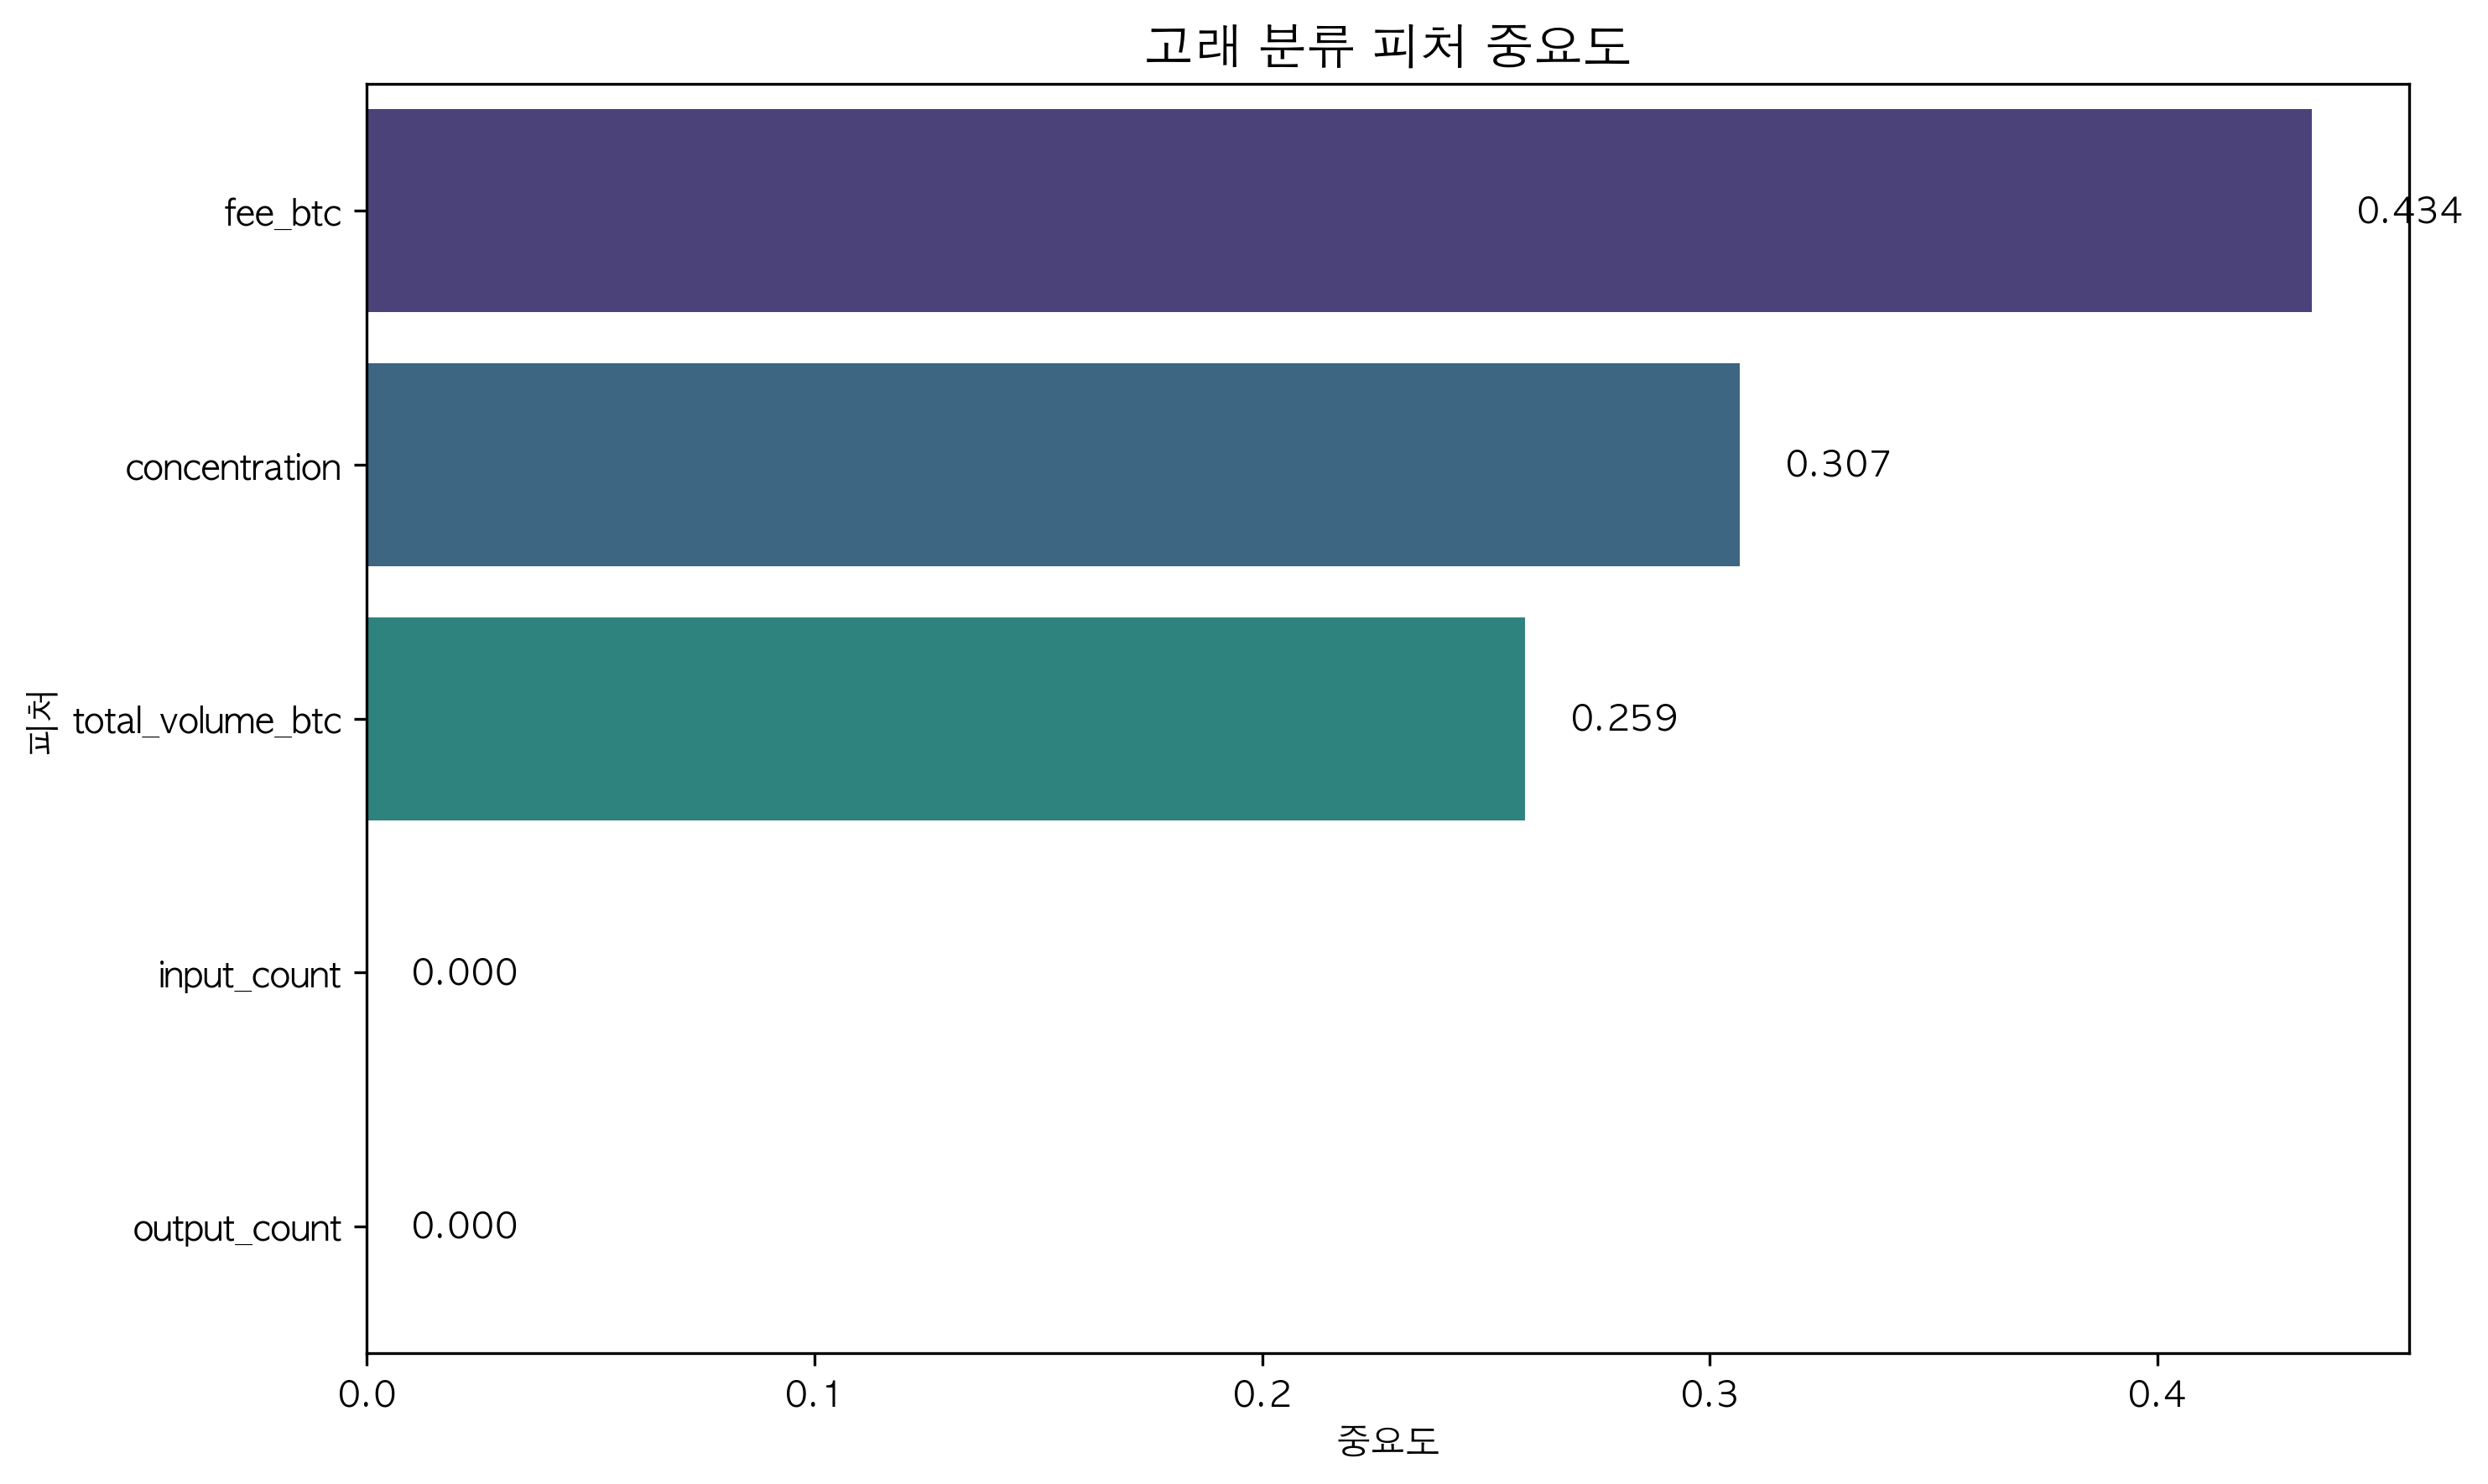 고래 분류 피처 중요도
fee_btc
0.434
concentration
0.307
total_volume_btc
0.259
input_count
0.000
output_count
0.000
피처
0.0
0.1
0.2
0.3
0.4
중요도